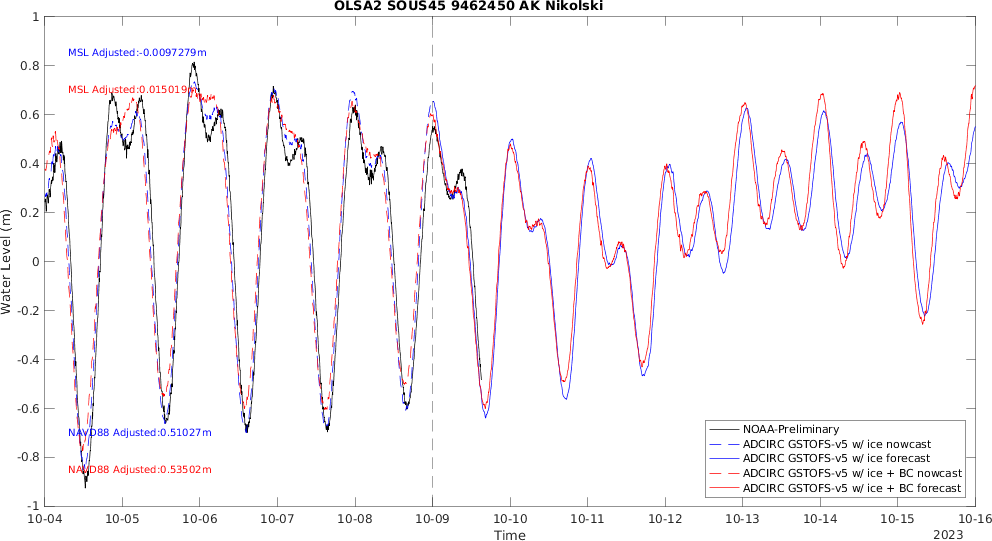 OLSA2 SOUS45 9462450 AK Nikolski
MSL Adjusted:-0.0097279m
MSL Adjusted:0.015019m
NAVD88 Adjusted:0.51027m
NAVD88 Adjusted:0.53502m
Water Level (m)
1
0.8
0.6
0.4
0.2
0
-0.2
-0.4
-0.6
-0.8
-1
NOAA-Preliminary
ADCIRC GSTOFS-v5 w/ ice nowcast
ADCIRC GSTOFS-v5 w/ ice forecast
ADCIRC GSTOFS-v5 w/ ice + BC nowcast
ADCIRC GSTOFS-v5 w/ ice + BC forecast
10-04 10-05 10-06 10-07 10-08 10-09 10-10 10-11 10-12 10-13 10-14 10-15 10-16
Time
2023